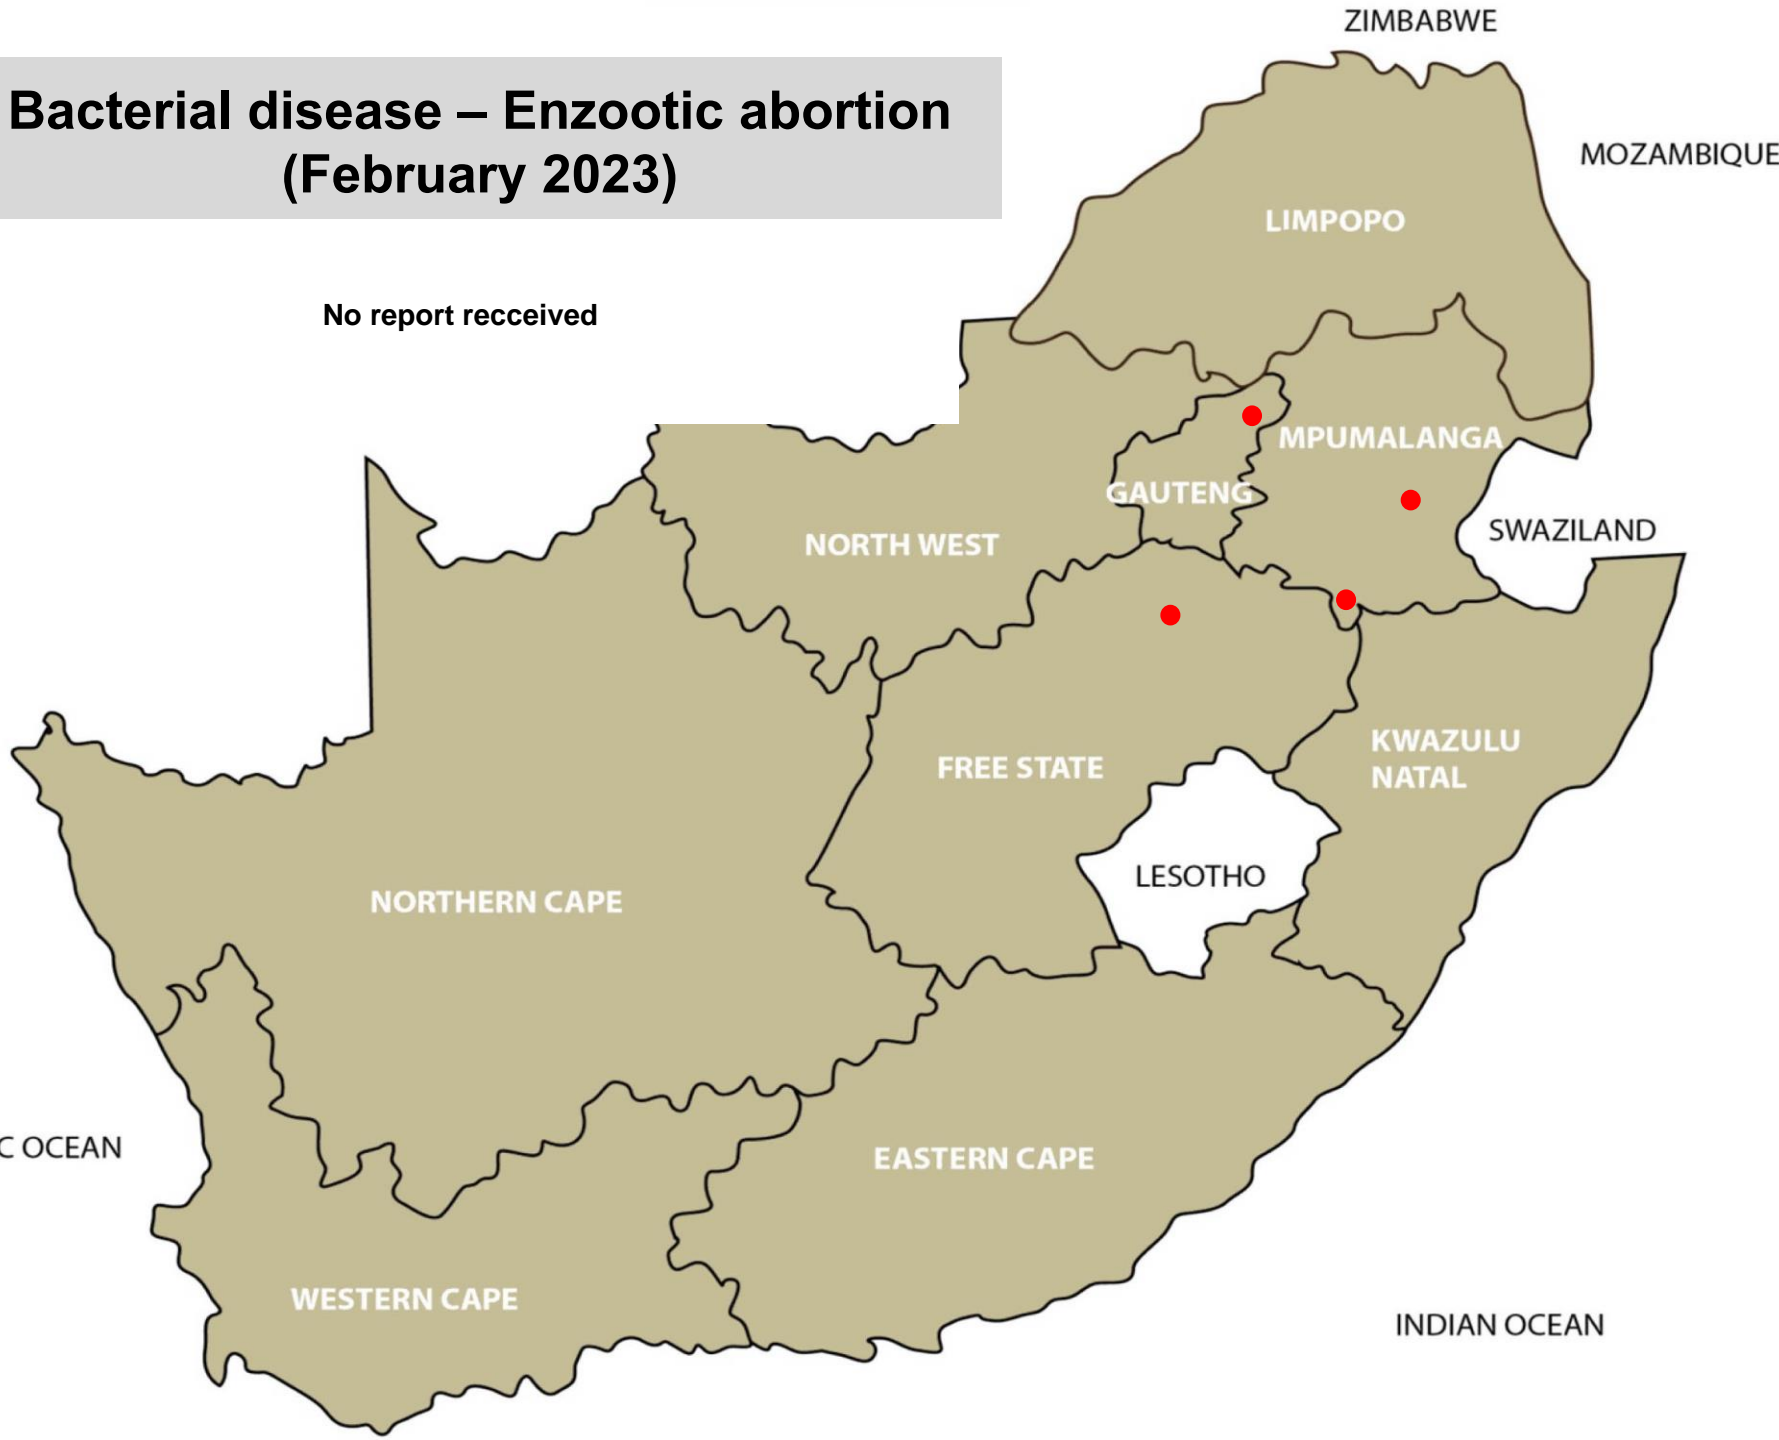 ZIMBABWE
Bacterial disease – Enzootic abortion
(February 2023)
MOZAMBIQUE
LIMPOPO
No report recceived
MPUMALANGA
GAUTENG
SWAZILAND
NORTH WEST
KWAZULU
NATAL
FREE STATE
LESOTHO
NORTHERN CAPE
C OCEAN
EASTERN CAPE
WESTERN CAPE
INDIAN OCEAN